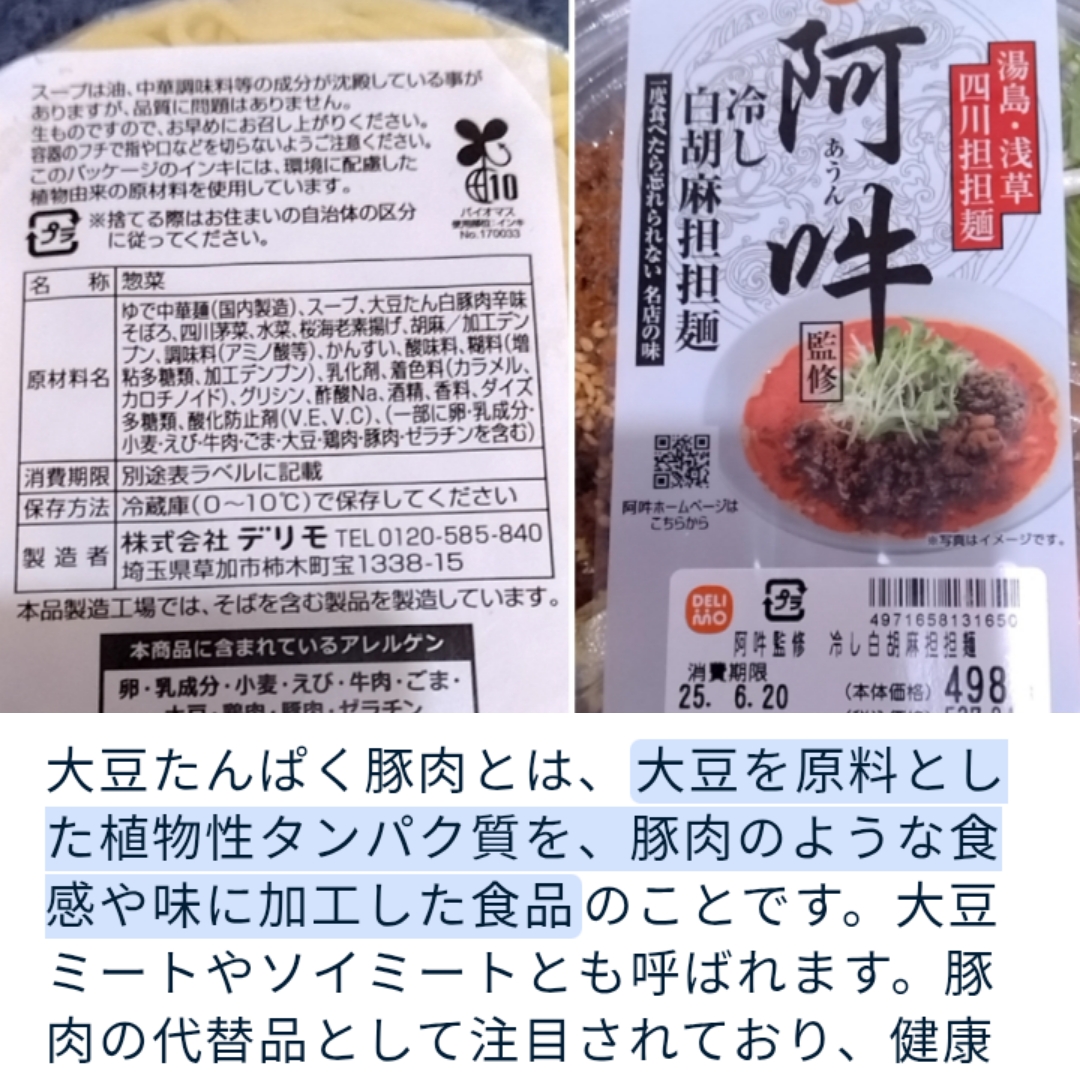 スープは油、中華調味料等の成分が沈殿している事が
ありますが、品質に問題はありません。
生ものですので、お早めにお召し上がりください。
容器のフチで指や口などを切らないようご注意ください。
このパッケージのインキには、環境に配慮した
植物由来の原材料を使用しています。
10
バイオマス
No.170033
プラ
※捨てる際はお住まいの自治体の区分
に従ってください。
名称 惣菜
原材料名
ゆで中華麺(国内製造)、スープ、大豆たん白豚肉辛味
そぼろ、四川芽菜、水菜、桜海老素揚げ、胡麻／加工デン
プン、調味料(アミノ酸等)、かんすい、酸味料、糊料(増
粘多糖類、加工デンプン)、乳化剤、着色料(カラメル、
カロチノイド)、グリシン、酢酸Na、酒精、香料、ダイズ
多糖類、酸化防止剤(V.E、V.C)、(一部に卵・乳成分・
小麦・えび・牛肉・ごま・大豆・鶏肉・豚肉・ゼラチンを含む)
消費期限 別途表ラベルに記載
保存方法 冷蔵庫(0～10℃)で保存してください
製造者 株式会社 デリモ TEL0120-585-840
埼玉県草加市柿木町宝1338-15
本品製造工場では、そばを含む製品を製造しています。
本商品に含まれているアレルゲン
卵・乳成分・小麦・えび・牛肉・ごま・
大豆・鶏肉・豚肉・ゼラチン
湯島・浅草
四川担担麺
阿吽
あうん
監修
冷し
白胡麻担担麺
一度食べたら忘れられない 名店の味
阿吽ホームページは
こちらから
※写真はイメージです。
DELI
MO
プラ
4971658131650
阿吽監修 冷し白胡麻担担麺
消費期限
25. 6.20
(本体価格) 498
大豆たんぱく豚肉とは、大豆を原料とし
た植物性タンパク質を、豚肉のような食
感や味に加工した食品のことです。大豆
ミートやソイミートとも呼ばれます。豚
肉の代替品として注目されており、健康